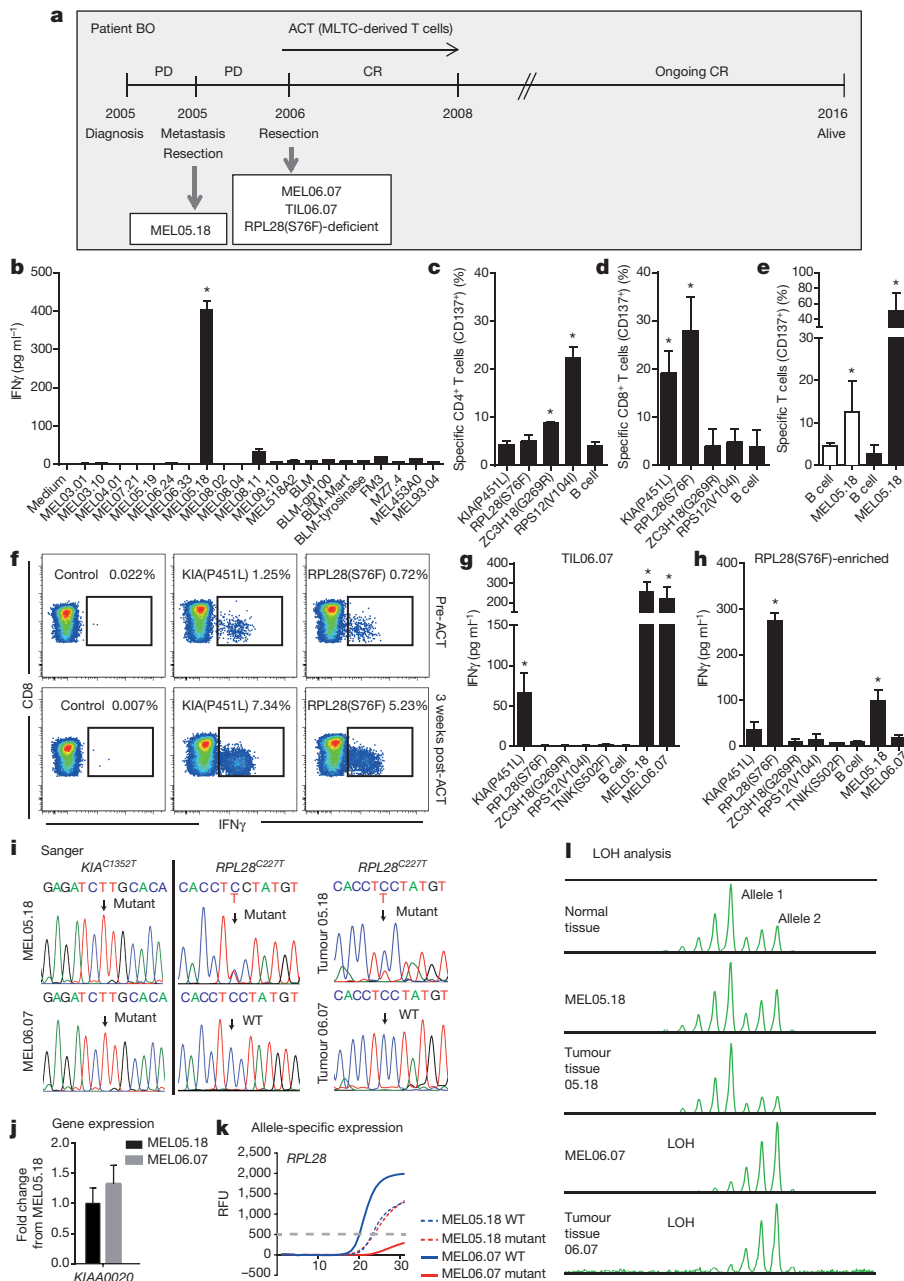 a
Patient BO
ACT (MLTC-derived T cells)
PD PD CR Ongoing CR
2005 2005 2006 2008 2016
Diagnosis Metastasis Resection Alive
Resection
MEL05.18
MEL06.07
TIL06.07
RPL28(S76F)-deficient
b
IFNγ (pg ml⁻¹)
500
400
300
200
100
0
*
Medium
MEL03.01
MEL03.10
MEL04.01
MEL07.21
MEL05.19
MEL06.24
MEL06.33
MEL05.18
MEL08.02
MEL08.04
MEL08.11
MEL09.10
MEL518A2
BLM
BLM-gp100
BLM-Mart
BLM-tyrosinase
FM3
MZ7.4
MEL453A0
MEL93.04
c
Specific CD4⁺ T cells (CD137⁺) (%)
40
30
20
10
0
* *
KIA(P451L)
RPL28(S76F)
ZC3H18(G269R)
RPS12(V104I)
B cell
d
Specific CD8⁺ T cells (CD137⁺) (%)
40
30
20
10
0
* *
KIA(P451L)
RPL28(S76F)
ZC3H18(G269R)
RPS12(V104I)
B cell
e
Specific T cells (CD137⁺) (%)
100
80
60
40
20
10
0
* *
B cell
MEL05.18
B cell
MEL05.18
f
Control 0.022%
KIA(P451L) 1.25%
RPL28(S76F) 0.72%
Pre-ACT
Control 0.007%
KIA(P451L) 7.34%
RPL28(S76F) 5.23%
3 weeks post-ACT
CD8
IFNγ
g
TIL06.07
IFNγ (pg ml⁻¹)
300
200
100
150
100
50
0
* * *
KIA(P451L)
RPL28(S76F)
ZC3H18(G269R)
RPS12(V104I)
TNIK(S502F)
B cell
MEL05.18
MEL06.07
h
RPL28(S76F)-enriched
IFNγ (pg ml⁻¹)
400
300
200
100
0
* *
KIA(P451L)
RPL28(S76F)
ZC3H18(G269R)
RPS12(V104I)
TNIK(S502F)
B cell
MEL05.18
MEL06.07
i
Sanger
KIA^C1352T RPL28^C227T RPL28^C227T
GAGATCTTGCACA CACCTCCTATGT CACCTCCTATGT
T T
Mutant Mutant Mutant
MEL05.18
Tumour 05.18
GAGATCTTGCACA CACCTCCTATGT CACCTCCTATGT
Mutant WT WT
MEL06.07
Tumour 06.07
j
Gene expression
Fold change
from MEL05.18
2.0
1.5
1.0
0.5
0
MEL05.18
MEL06.07
KIAA0020
k
Allele-specific expression
RPL28
RFU
2,500
2,000
1,500
1,000
500
0
−500
1 10 20 30
MEL05.18 WT
MEL05.18 mutant
MEL06.07 WT
MEL06.07 mutant
l
LOH analysis
Normal
tissue
Allele 1
Allele 2
MEL05.18
Tumour
tissue
05.18
MEL06.07
LOH
Tumour
tissue
06.07
LOH